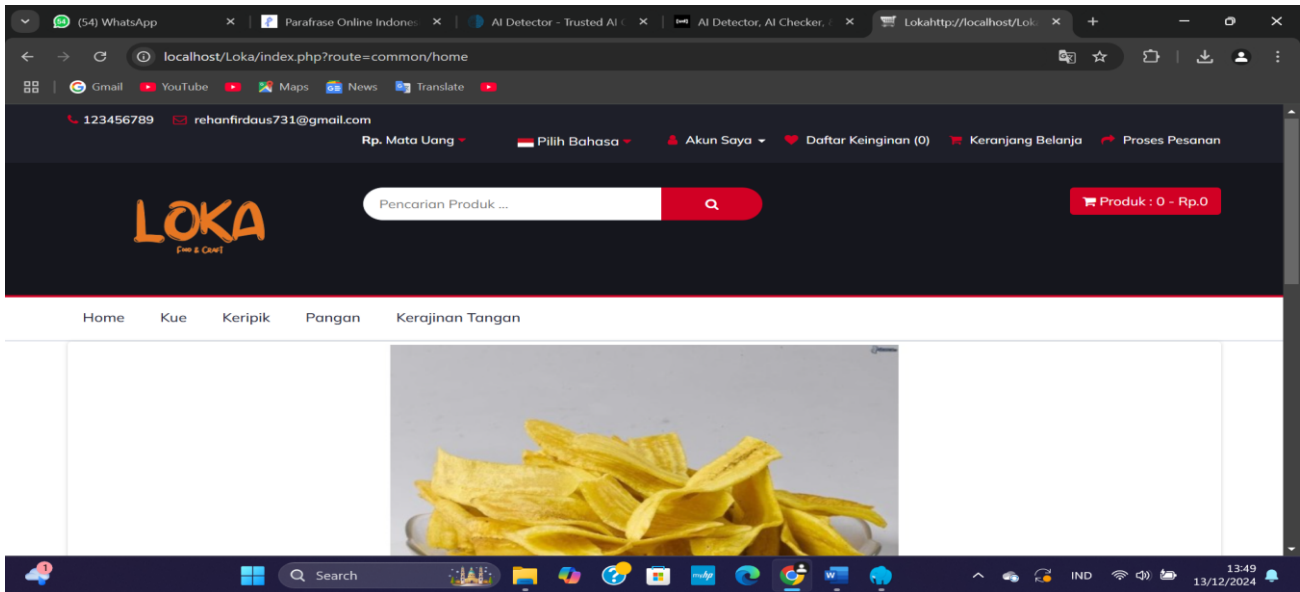 (54) WhatsApp
Parafrase Online Indones
AI Detector - Trusted AI C
AI Detector, AI Checker, A
Lokahttp://localhost/Lok
localhost/Loka/index.php?route=common/home
Gmail YouTube Maps News Translate
123456789 rehanfirdaus731@gmail.com
Rp. Mata Uang Pilih Bahasa Akun Saya Daftar Keinginan (0) Keranjang Belanja Proses Pesanan
LOKA
Food & Craft
Pencarian Produk ...
Produk : 0 - Rp.0
Home Kue Keripik Pangan Kerajinan Tangan
1
Search
IND
13:49
13/12/2024